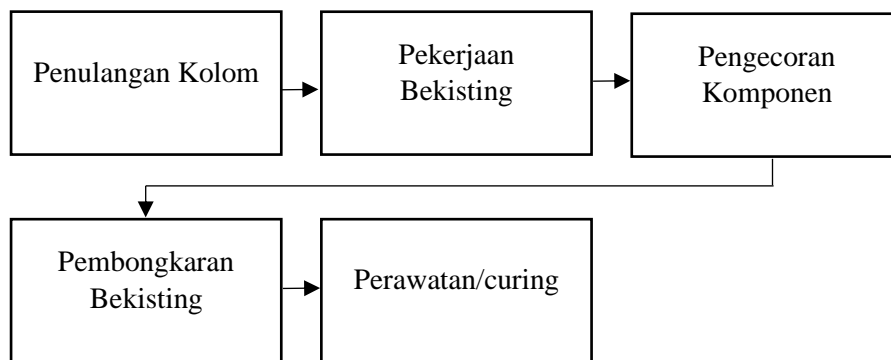 Penulangan Kolom
Pekerjaan
Bekisting
Pengecoran
Komponen
Pembongkaran
Bekisting
Perawatan/curing